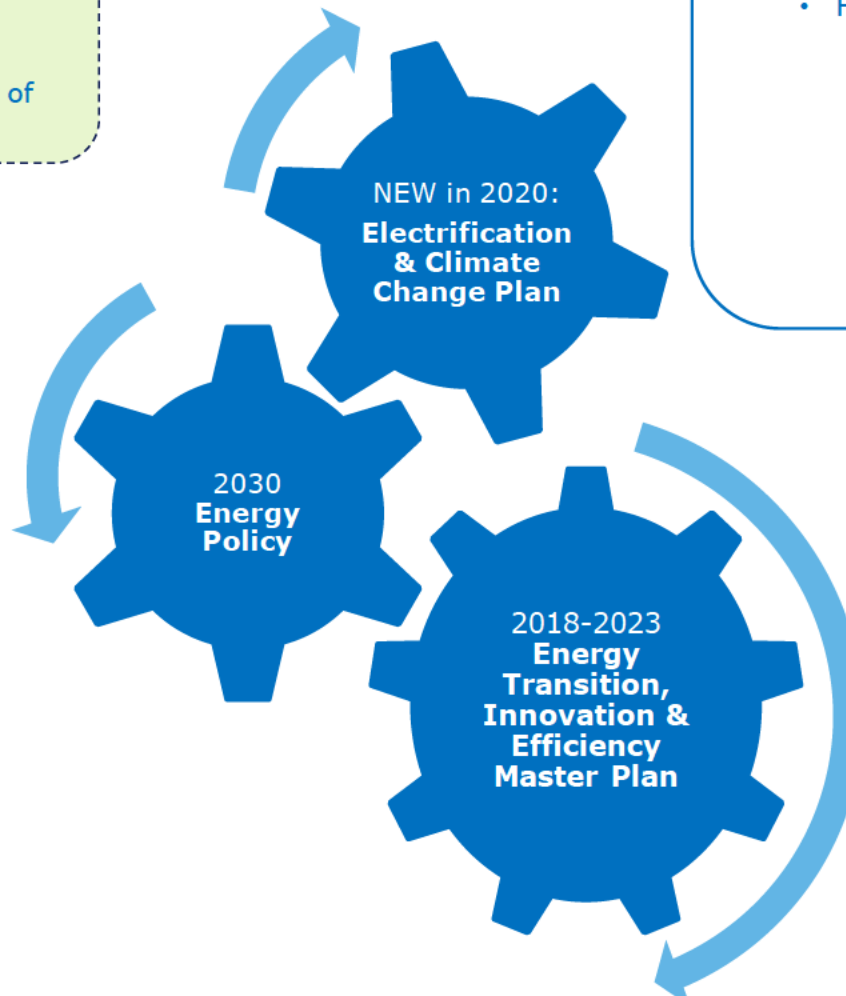 of
NEW in 2020:
Electrification
& Climate
Change Plan
2030
Energy
Policy
2018-2023
Energy
Transition,
Innovation &
Efficiency
Master Plan